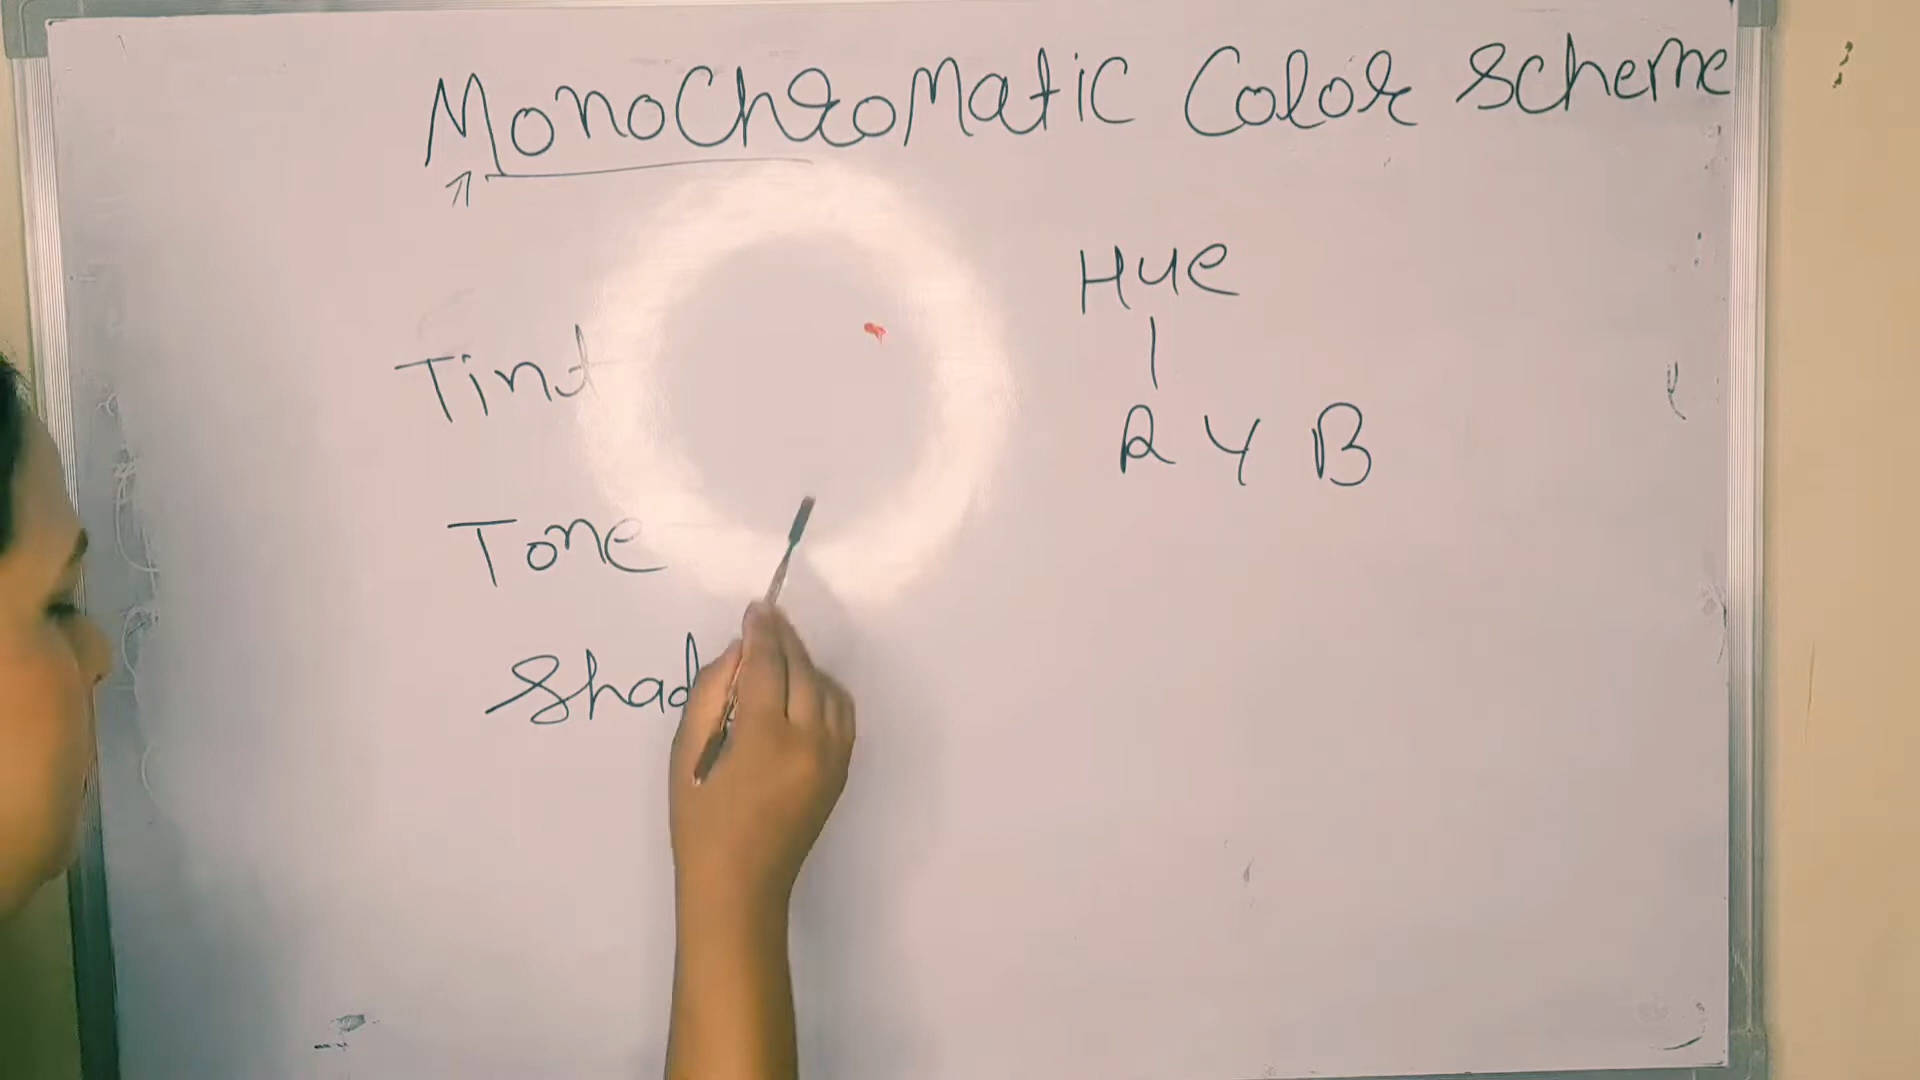 MonoChroMatic Color Scheme
Hue
Tint
R Y B
Tone
Shad